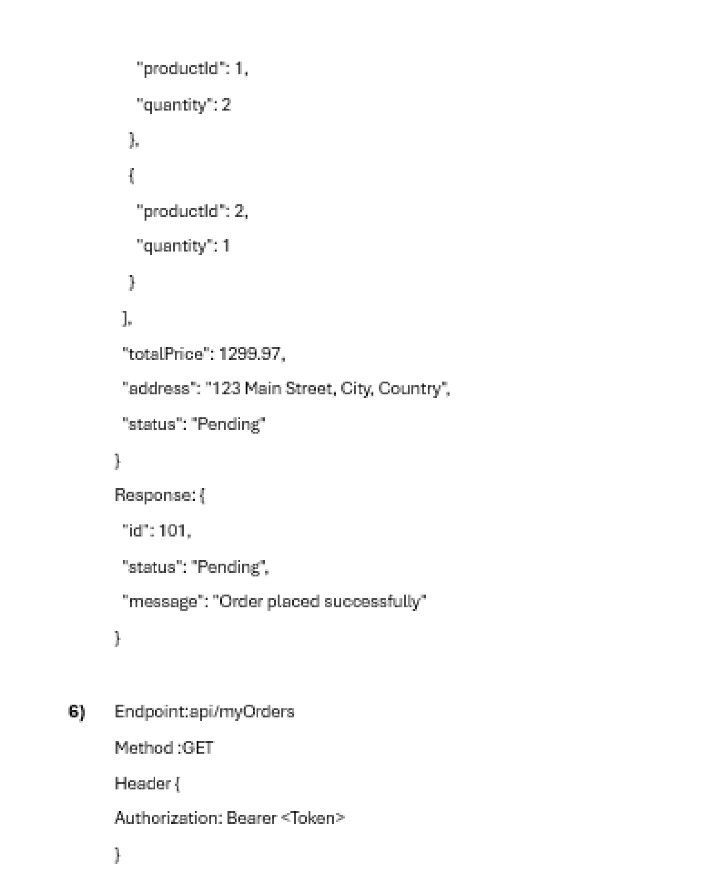 "productId": 1,
"quantity": 2
},
{
"productId": 2,
"quantity": 1
}
],
"totalPrice": 1299.97,
"address": "123 Main Street, City, Country",
"status": "Pending"
}
Response: {
"id": 101,
"status": "Pending",
"message": "Order placed successfully"
}
6) Endpoint:api/myOrders
Method :GET
Header {
Authorization: Bearer <Token>
}